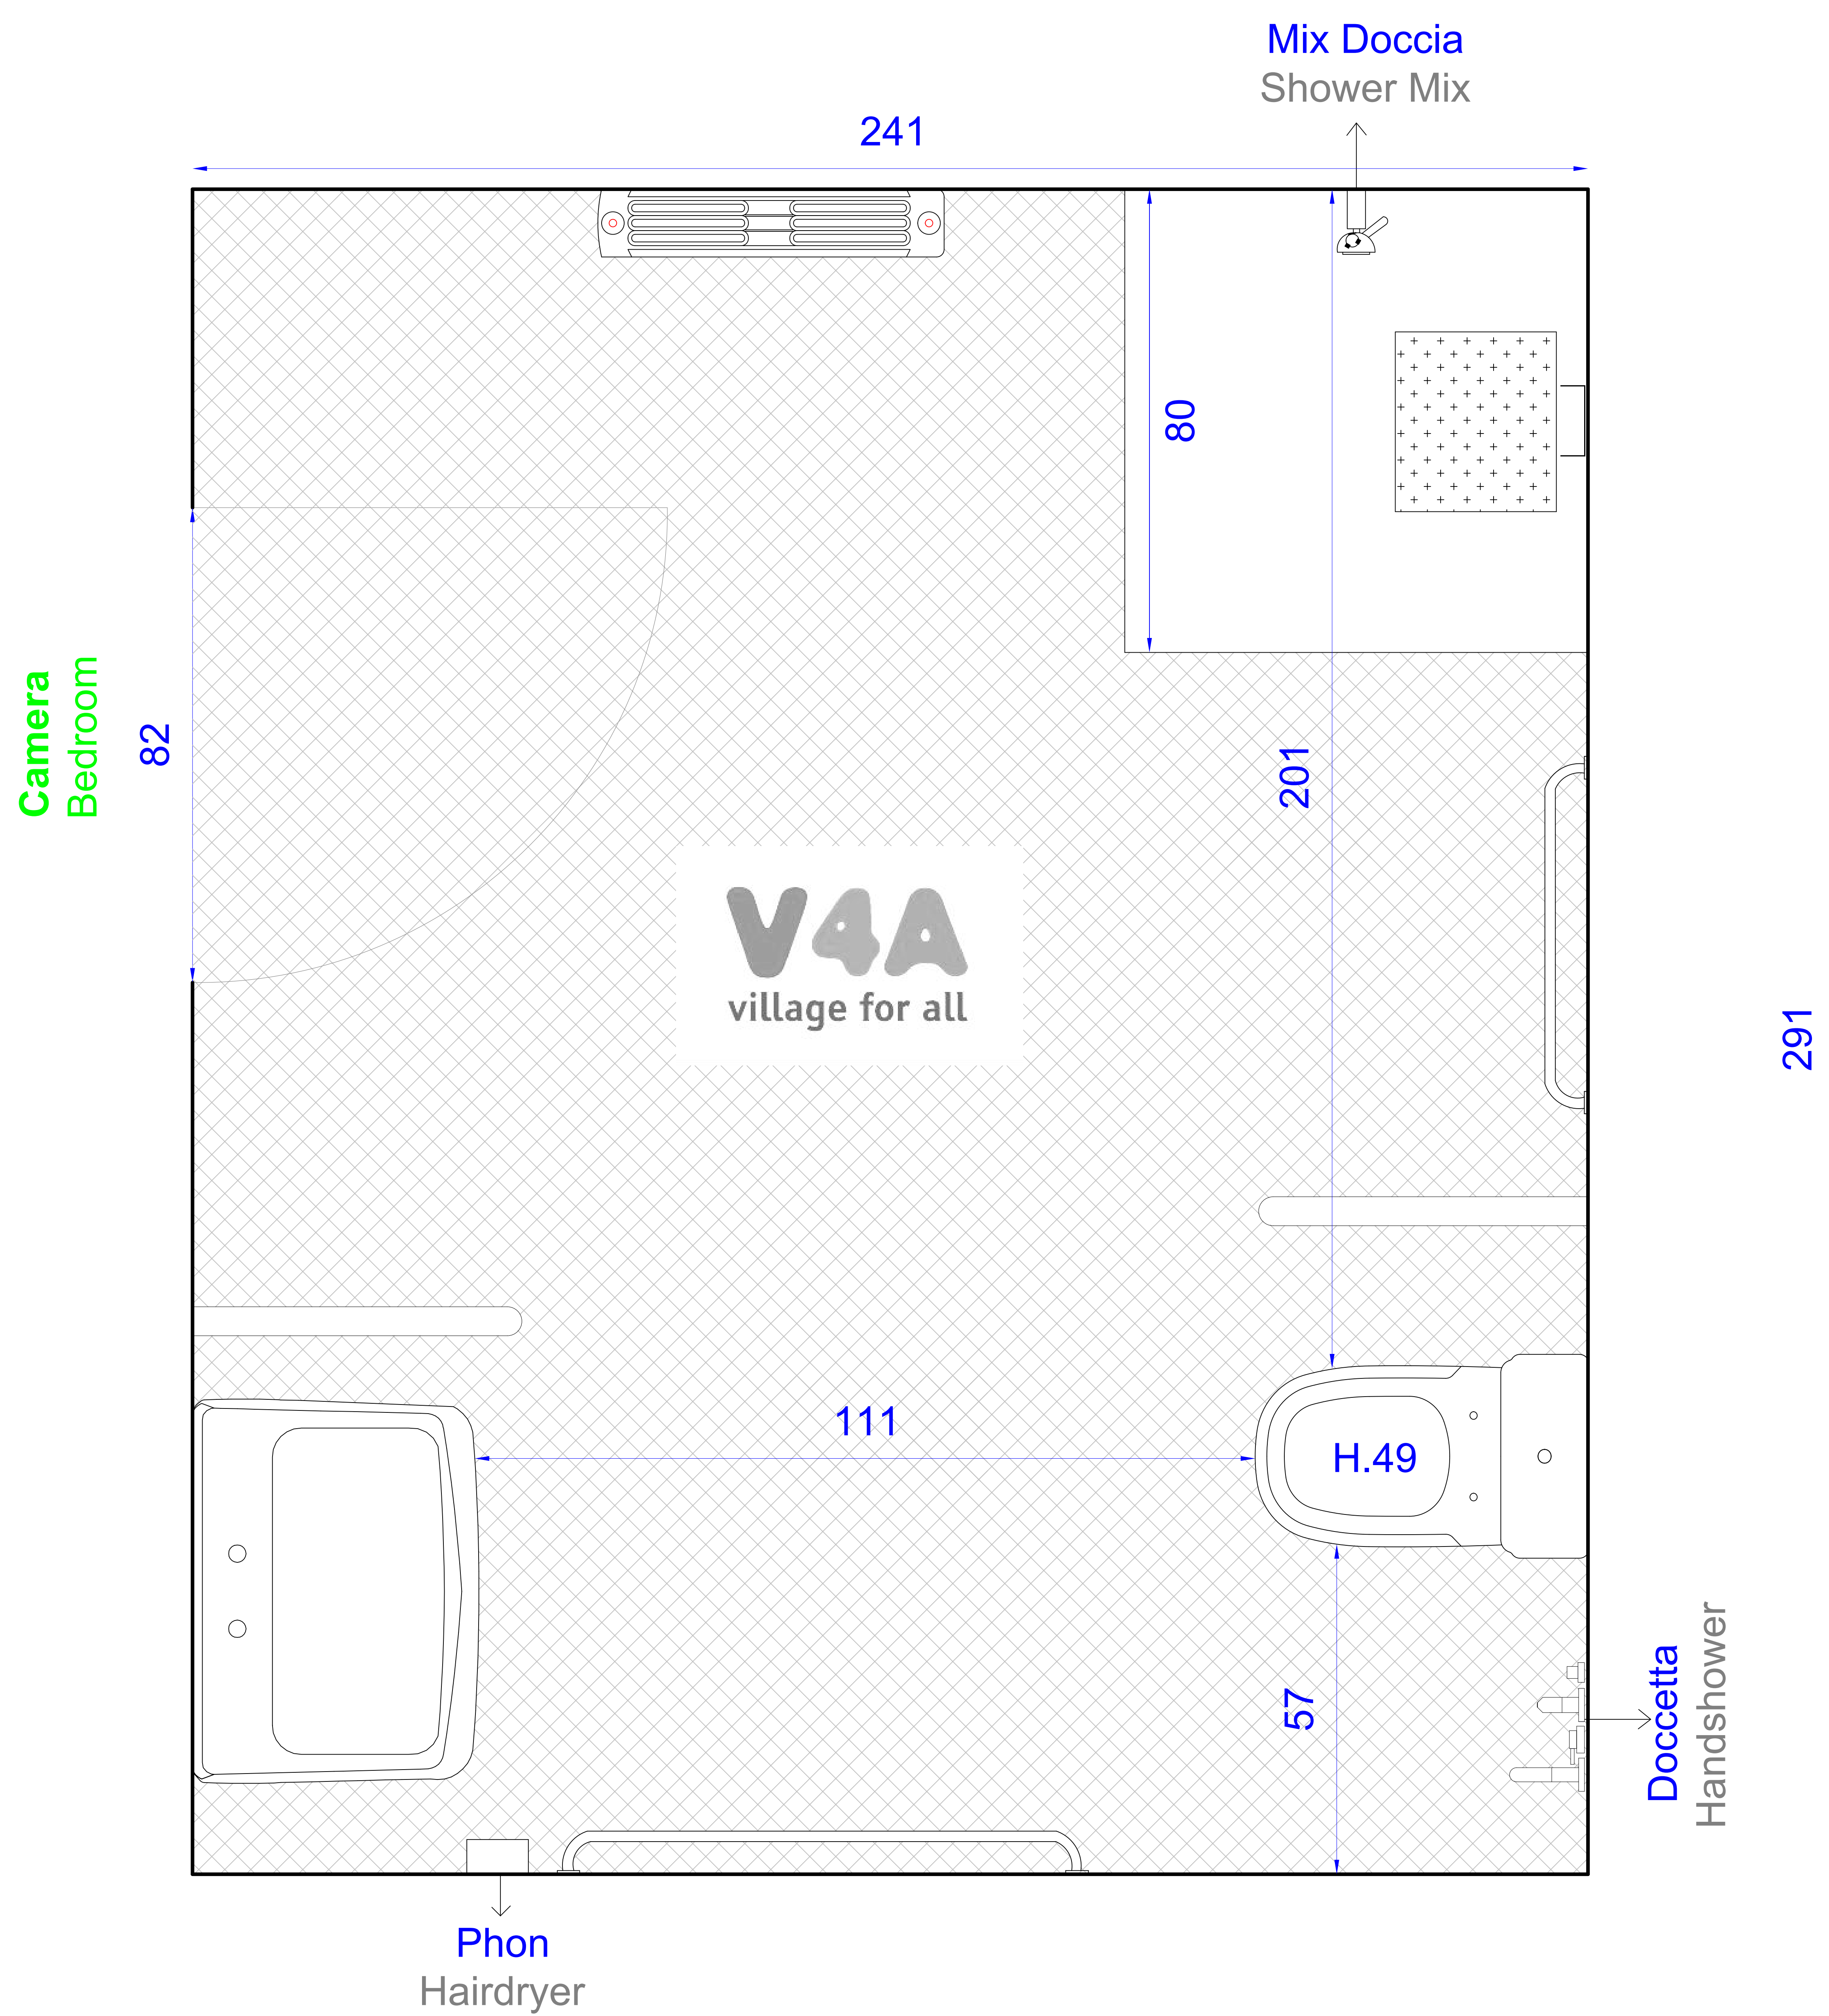 Mix Doccia
Shower Mix
241
80
82
Camera
Bedroom
201
V4A
village for all
291
111
H.49
57
Doccetta
Handshower
Phon
Hairdryer